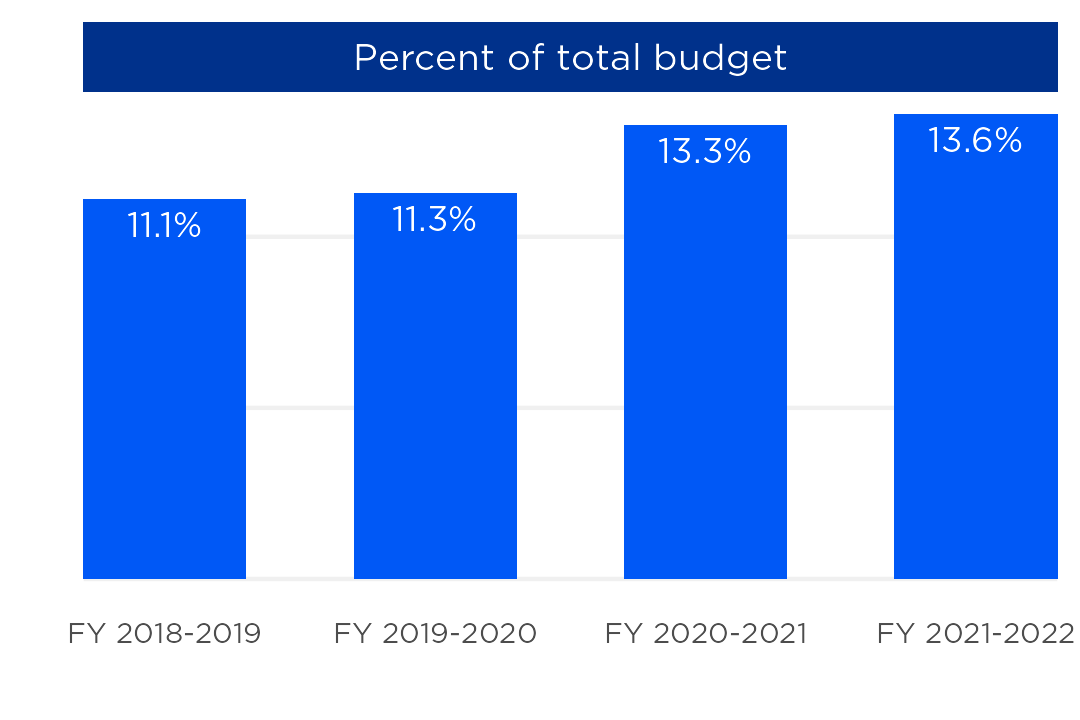 Percent of total budget
11.1%
11.3%
13.3%
13.6%
FY 2018-2019
FY 2019-2020
FY 2020-2021
FY 2021-2022